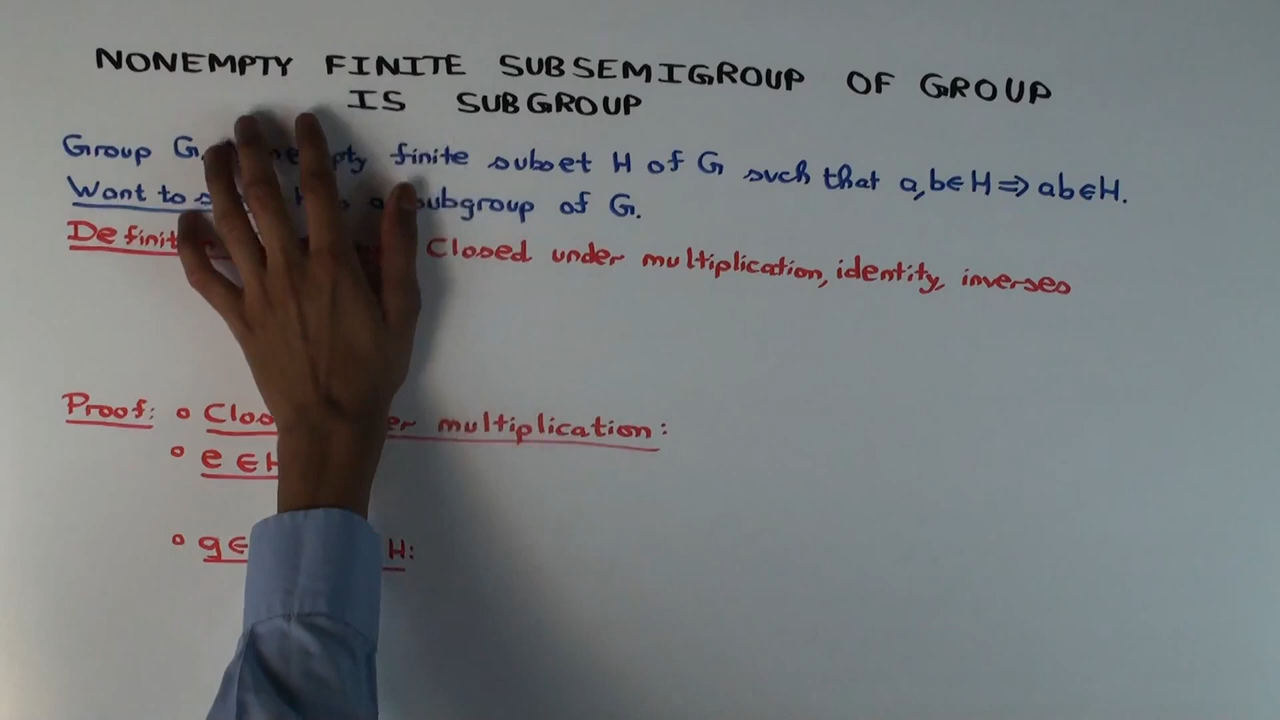 NONEMPTY FINITE SUBSEMIGROUP OF GROUP
IS SUBGROUP
Group G, finite subset H of G such that a,b∈H ⇒ ab∈H.
Want to subgroup of G.
Closed under multiplication, identity, inverses
Proof: • multiplication:
• e ∈ H
• g ∈ H: